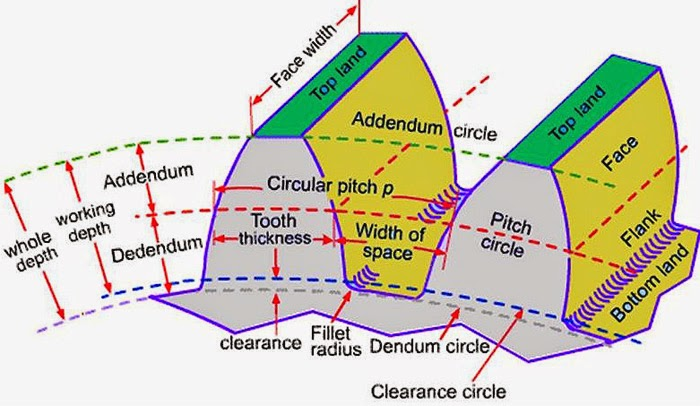 Face width
Top land
Top land
Addendum circle
Face
Addendum
Circular pitch p
whole
depth
working
depth
Tooth
thickness
Width of
space
Pitch
circle
Flank
Dedendum
Bottom land
clearance
Fillet
radius
Dendum circle
Clearance circle